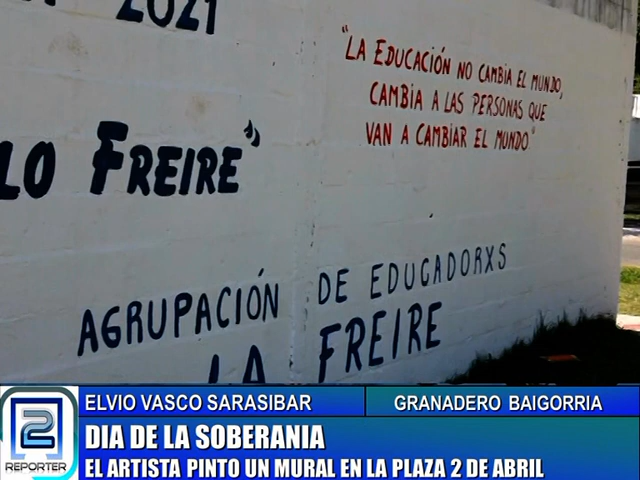 2021
LO FREIRE"
"LA EDUCACIÓN NO CAMBIA EL MUNDO,
CAMBIA A LAS PERSONAS QUE
VAN A CAMBIAR EL MUNDO"
AGRUPACIÓN DE EDUCADORXS
LA FREIRE
ELVIO VASCO SARASIBAR
GRANADERO BAIGORRIA
2
REPORTER
DIA DE LA SOBERANIA
EL ARTISTA PINTO UN MURAL EN LA PLAZA 2 DE ABRIL